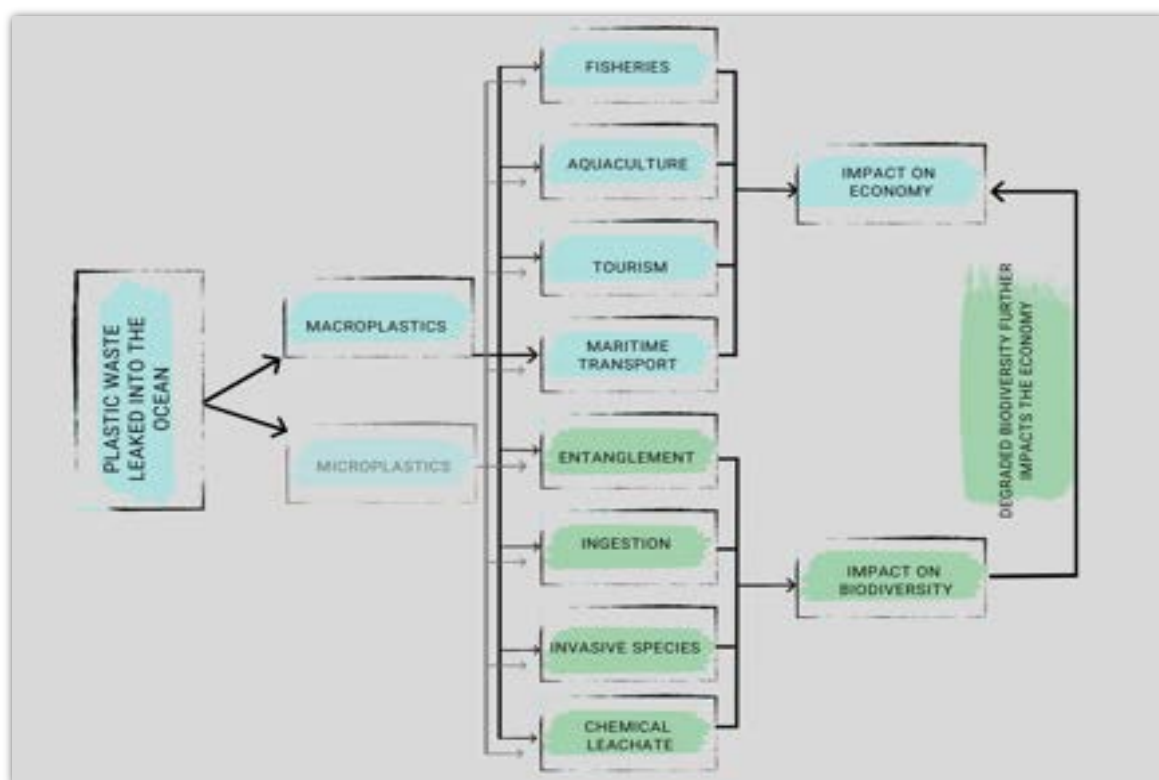 PLASTIC WASTE
LEAKED INTO THE
OCEAN
MACROPLASTICS
MICROPLASTICS
FISHERIES
AQUACULTURE
TOURISM
MARITIME
TRANSPORT
ENTANGLEMENT
INGESTION
INVASIVE SPECIES
CHEMICAL
LEACHATE
IMPACT ON
ECONOMY
IMPACT ON
BIODIVERSITY
DEGRADED BIODIVERSITY FURTHER
IMPACTS THE ECONOMY